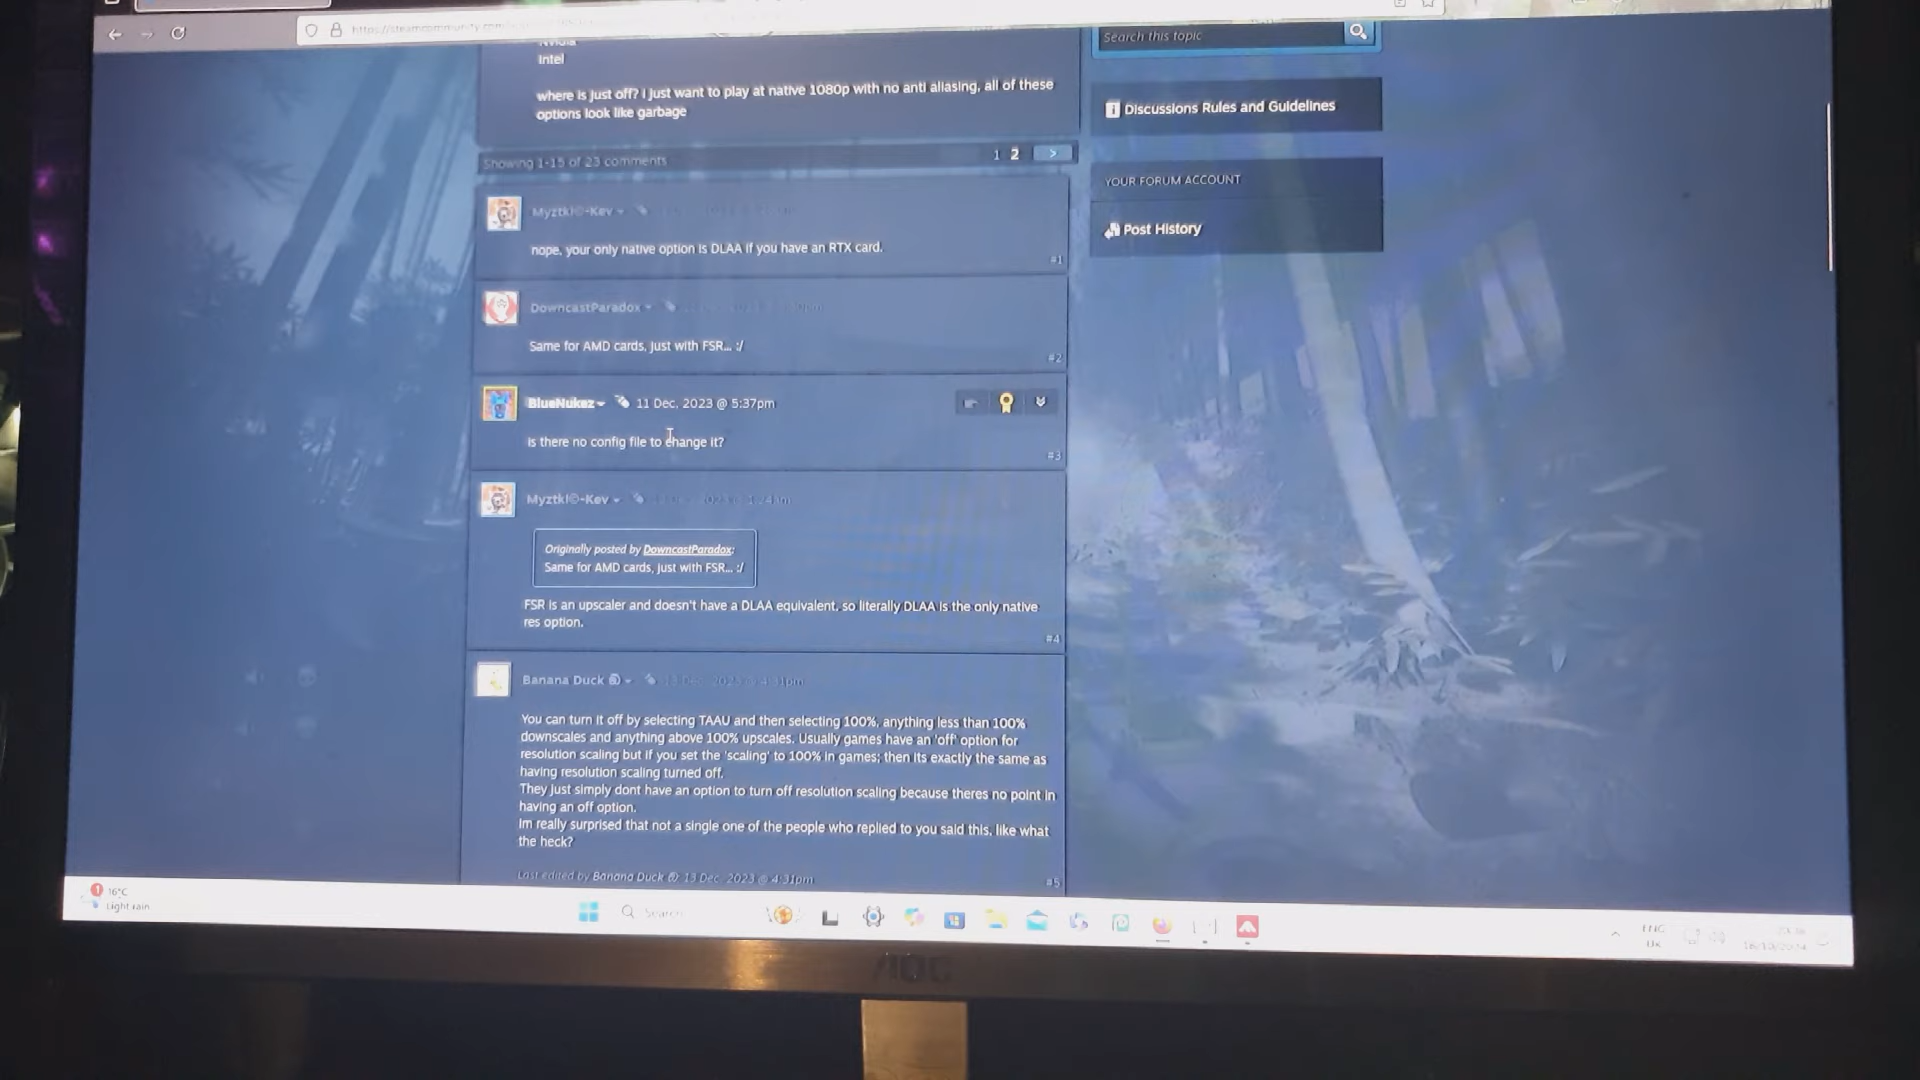 Search this topic
Nvidia
Intel
where is just off? I just want to play at native 1080p with no anti aliasing, all of these
options look like garbage
Discussions Rules and Guidelines
Showing 1-15 of 23 comments
1 2 >
YOUR FORUM ACCOUNT
Post History
Myztkl©-Kev
nope, your only native option is DLAA if you have an RTX card.
#1
DowncastParadox
Same for AMD cards, just with FSR... :/
#2
BlueNukez 11 Dec, 2023 @ 5:37pm
Is there no config file to change it?
#3
Myztkl©-Kev
Originally posted by DowncastParadox:
Same for AMD cards, just with FSR... :/
FSR is an upscaler and doesn't have a DLAA equivalent, so literally DLAA is the only native
res option.
#4
Banana Duck 13 Dec, 2023 @ 4:31pm
You can turn it off by selecting TAAU and then selecting 100%, anything less than 100%
downscales and anything above 100% upscales. Usually games have an 'off' option for
resolution scaling but if you set the 'scaling' to 100% in games; then its exactly the same as
having resolution scaling turned off.
They just simply dont have an option to turn off resolution scaling because theres no point in
having an off option.
Im really surprised that not a single one of the people who replied to you said this, like what
the heck?
Last edited by Banana Duck; 13 Dec, 2023 @ 4:31pm
#5
1
16°C
Light rain
Search
ENG
UK
AOC